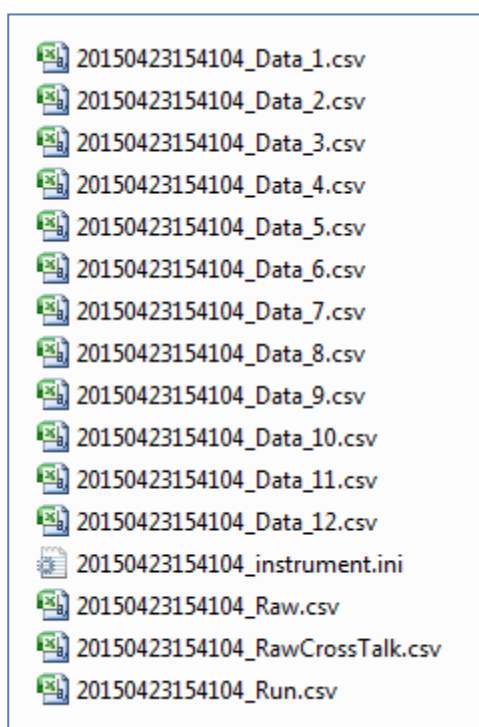 20150423154104_Data_1.csv
20150423154104_Data_2.csv
20150423154104_Data_3.csv
20150423154104_Data_4.csv
20150423154104_Data_5.csv
20150423154104_Data_6.csv
20150423154104_Data_7.csv
20150423154104_Data_8.csv
20150423154104_Data_9.csv
20150423154104_Data_10.csv
20150423154104_Data_11.csv
20150423154104_Data_12.csv
20150423154104_instrument.ini
20150423154104_Raw.csv
20150423154104_RawCrossTalk.csv
20150423154104_Run.csv